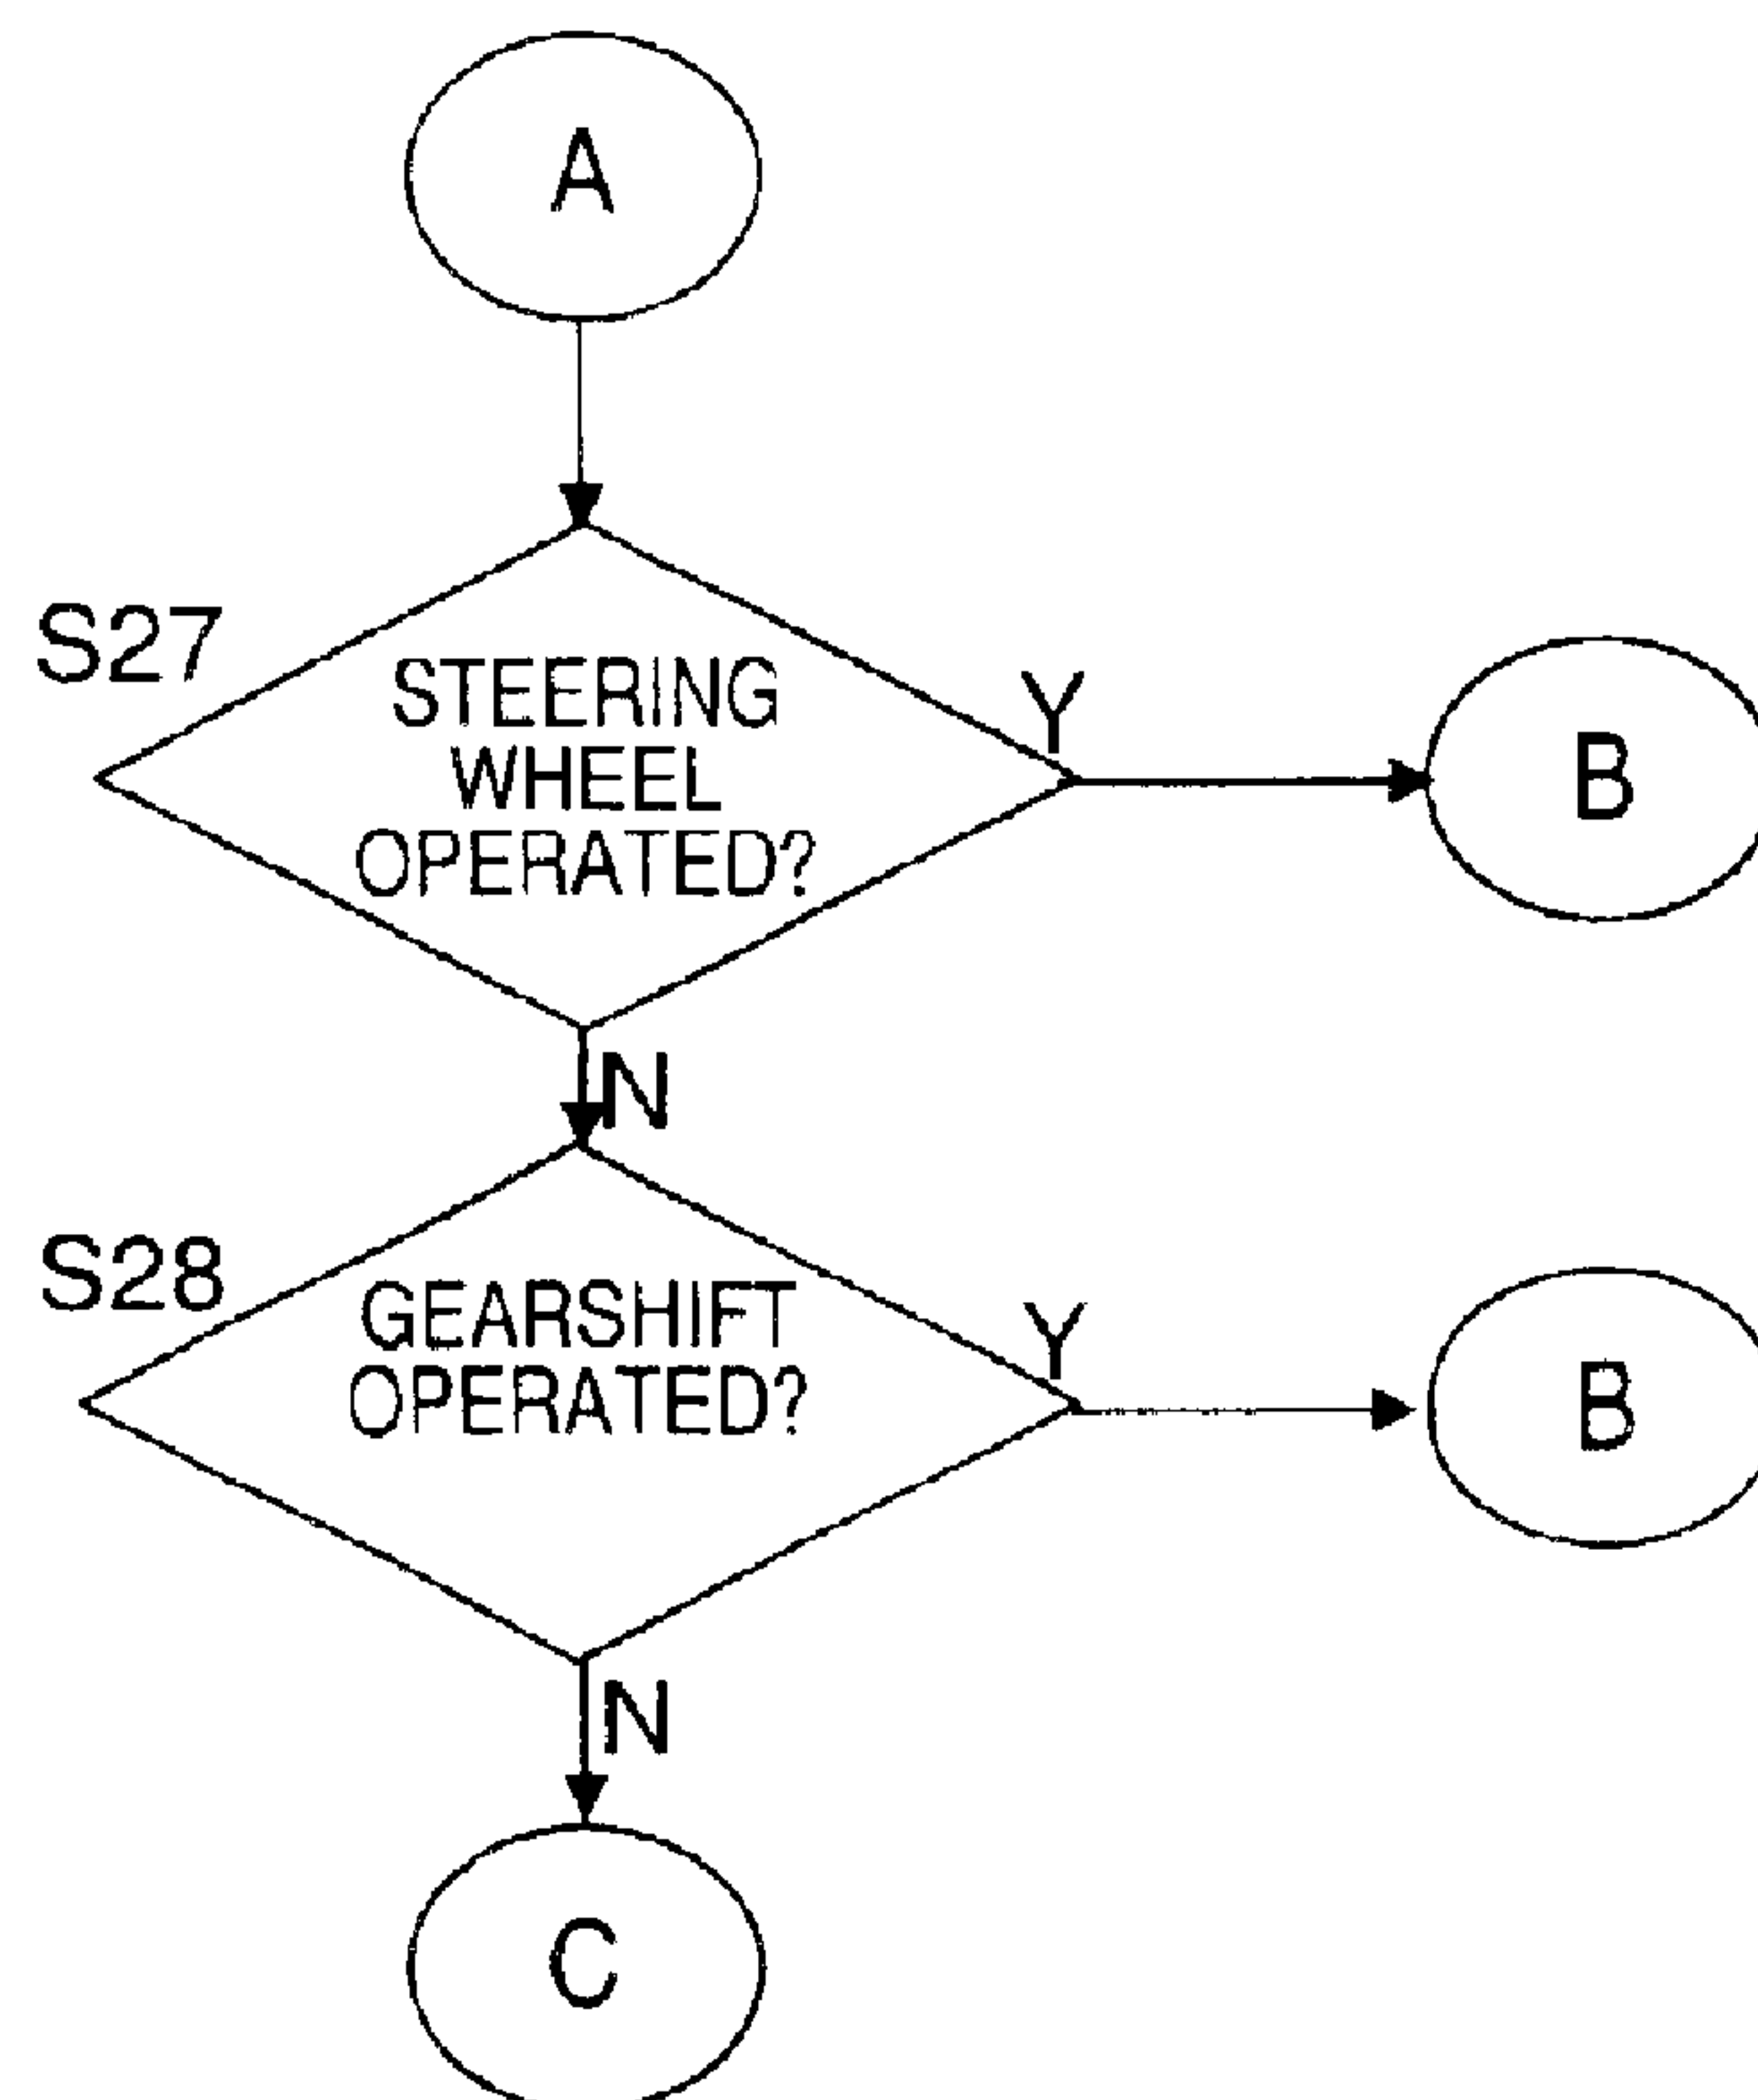 A
S27
STEERING
WHEEL
OPERATED?
Y
B
N
S28
GEARSHIFT
OPERATED?
Y
B
N
C